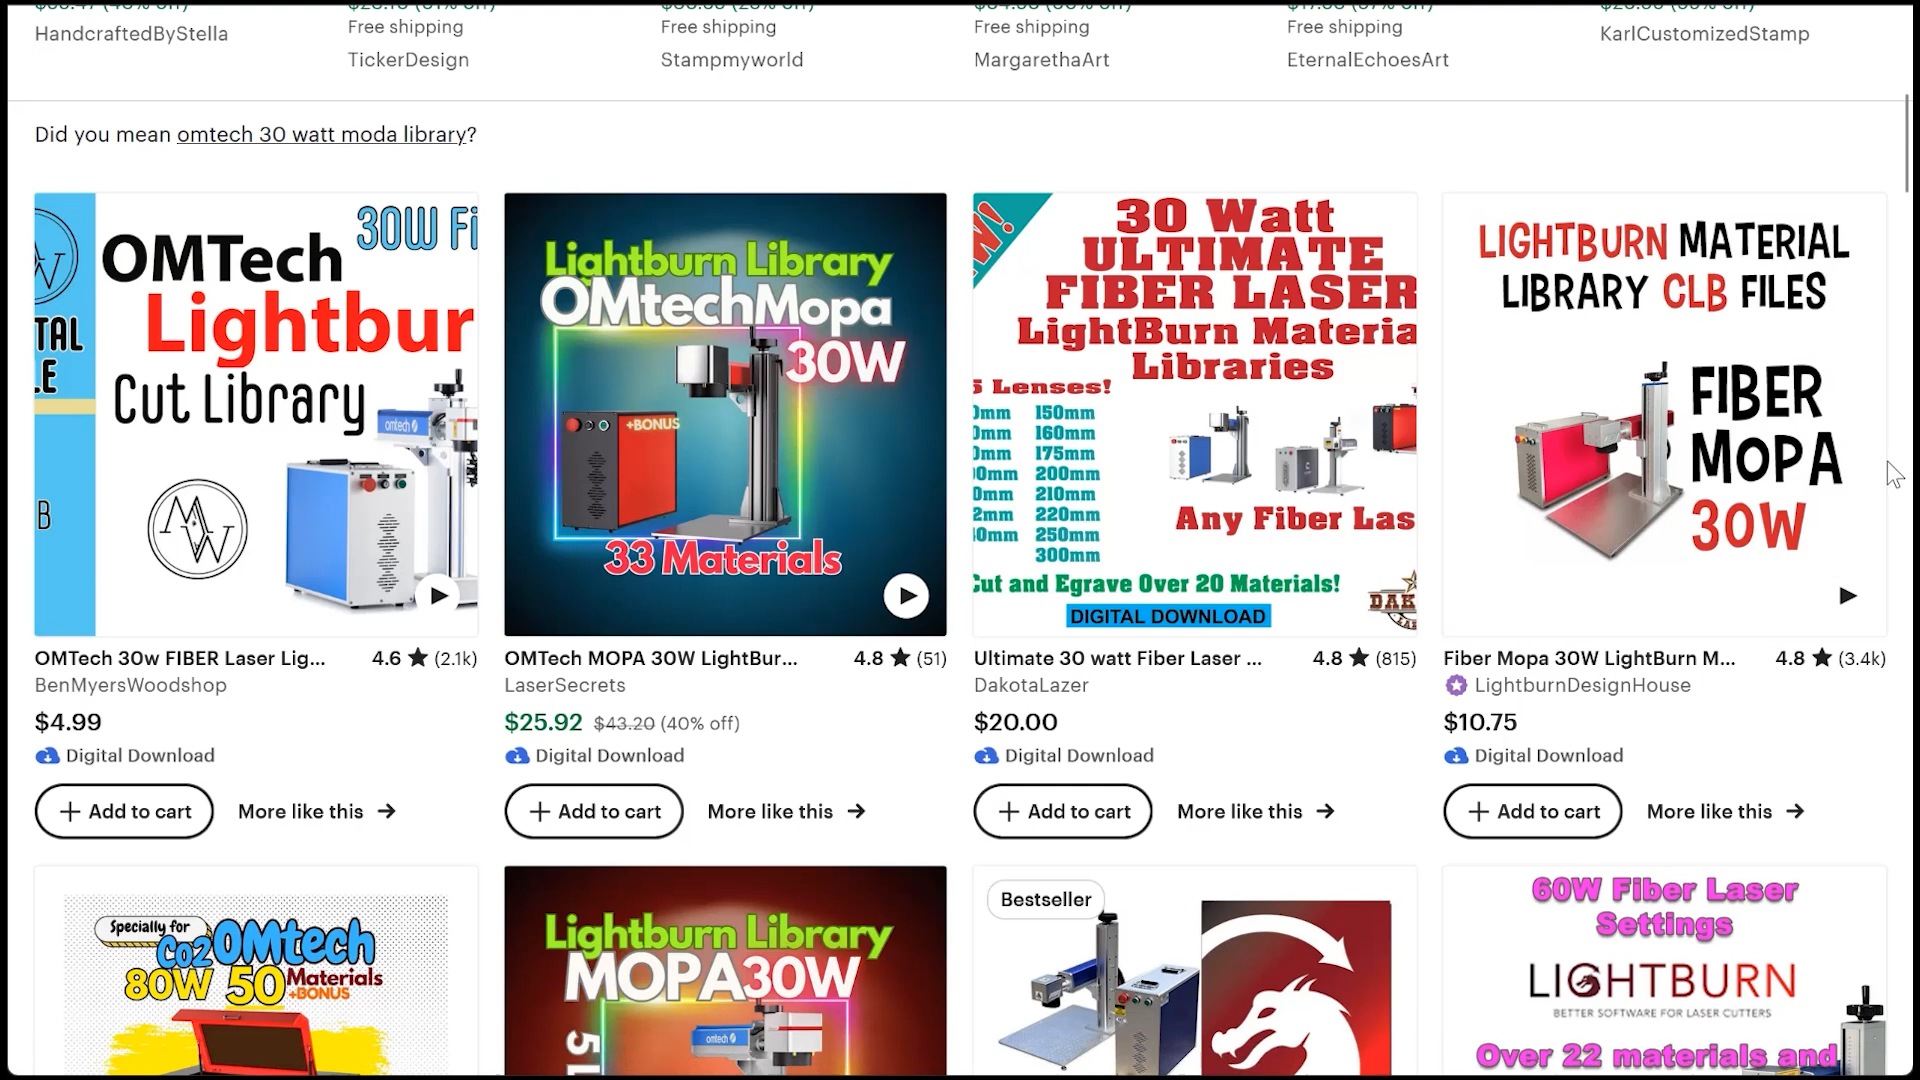 HandcraftedByStella
Free shipping
TickerDesign
Free shipping
Stampmyworld
Free shipping
MargarethaArt
Free shipping
EternalEchoesArt
KarlCustomizedStamp
Did you mean omtech 30 watt moda library?
30W Fi
OMTech
Lightbur
Cut Library
TAL
LE
B
MW
omtech
OMTech 30w FIBER Laser Lig... 4.6 ★ (2.1k)
BenMyersWoodshop
$4.99
Digital Download
+ Add to cart More like this →
Lightburn Library
OMtechMopa
30W
+BONUS
33 Materials
OMTech MOPA 30W LightBur... 4.8 ★ (51)
LaserSecrets
$25.92 $43.20 (40% off)
Digital Download
+ Add to cart More like this →
W!
30 Watt
ULTIMATE
FIBER LASER
LightBurn Materia
Libraries
5 Lenses!
0mm 150mm
0mm 160mm
0mm 175mm
00mm 200mm
0mm 210mm
2mm 220mm
40mm 250mm
300mm
Any Fiber Las
Cut and Egrave Over 20 Materials!
DIGITAL DOWNLOAD
DAK
Ultimate 30 watt Fiber Laser ... 4.8 ★ (815)
DakotaLazer
$20.00
Digital Download
+ Add to cart More like this →
LIGHTBURN MATERIAL
LIBRARY CLB FILES
FIBER
MOPA
30W
Fiber Mopa 30W LightBurn M... 4.8 ★ (3.4k)
LightburnDesignHouse
$10.75
Digital Download
+ Add to cart More like this →
Specially for
Co2 OMtech
80W 50 Materials
+BONUS
Lightburn Library
MOPA30W
5L
omtech
Bestseller
60W Fiber Laser
Settings
LIGHTBURN
BETTER SOFTWARE FOR LASER CUTTERS
Over 22 materials and